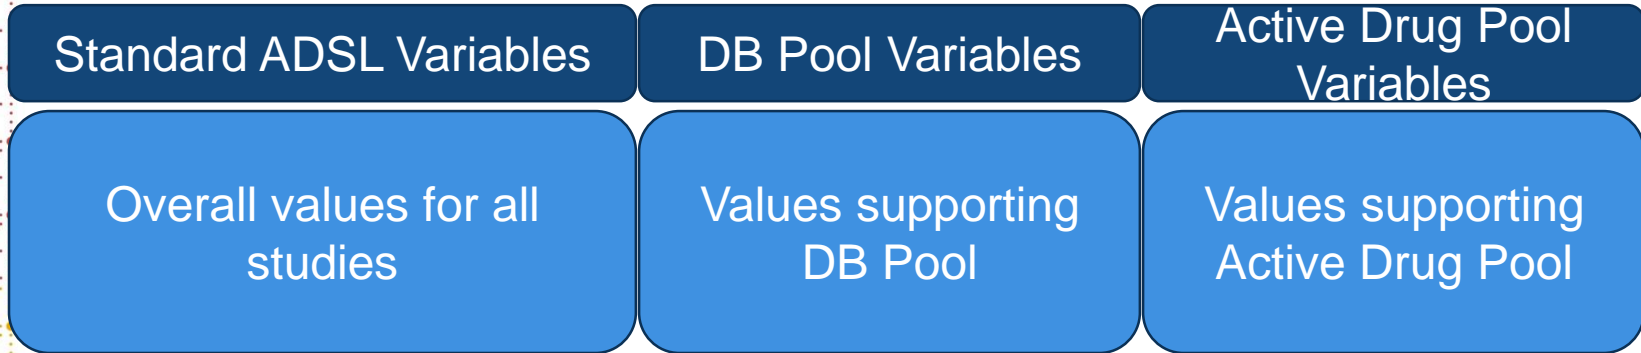 Standard ADSL Variables
DB Pool Variables
Active Drug Pool
Variables
Overall values for all
studies
Values supporting
DB Pool
Values supporting
Active Drug Pool